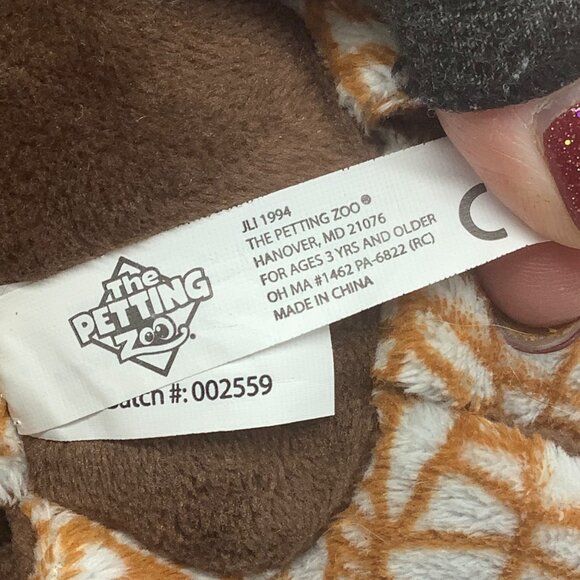 The
PETTING
ZOO®
JLI 1994
THE PETTING ZOO®
HANOVER, MD 21076
FOR AGES 3 YRS AND OLDER
OH MA #1462 PA-6822 (RC)
MADE IN CHINA
C
#: 002559